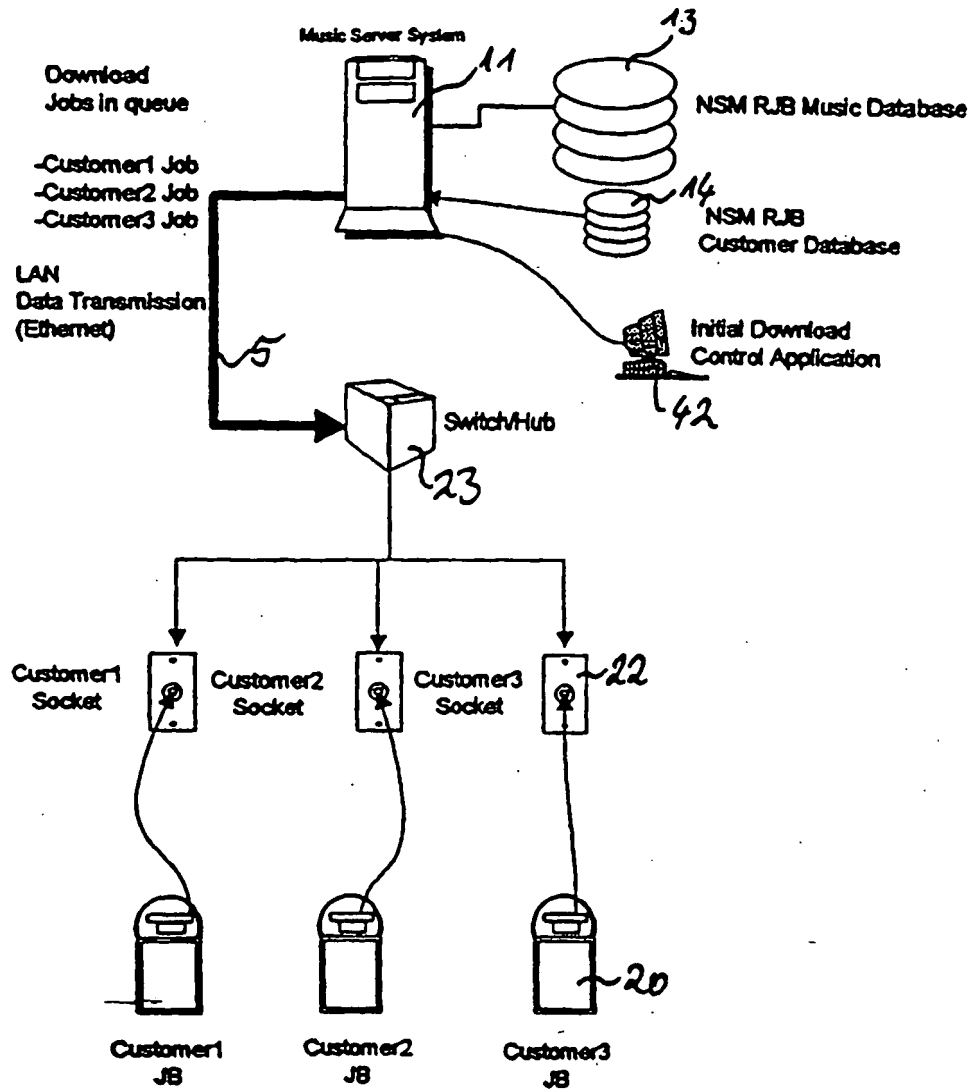 Music Server System
11
13
Download
Jobs in queue
NSM RJB Music Database
-Customer1 Job
-Customer2 Job
-Customer3 Job
14
NSM RJB
Customer Database
LAN
Data Transmission
(Ethernet)
5
Initial Download
Control Application
42
Switch/Hub
23
Customer1
Socket
Customer2
Socket
Customer3
Socket
22
20
Customer1
JB
Customer2
JB
Customer3
JB